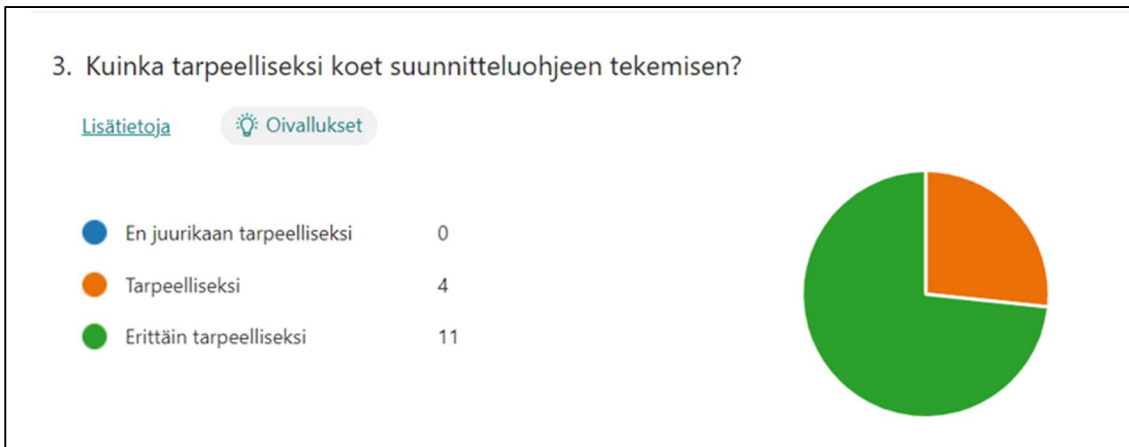 3. Kuinka tarpeelliseksi koet suunnitteluohjeen tekemisen?
Lisätietoja Oivallukset
En juurikaan tarpeelliseksi 0
Tarpeelliseksi 4
Erittäin tarpeelliseksi 11